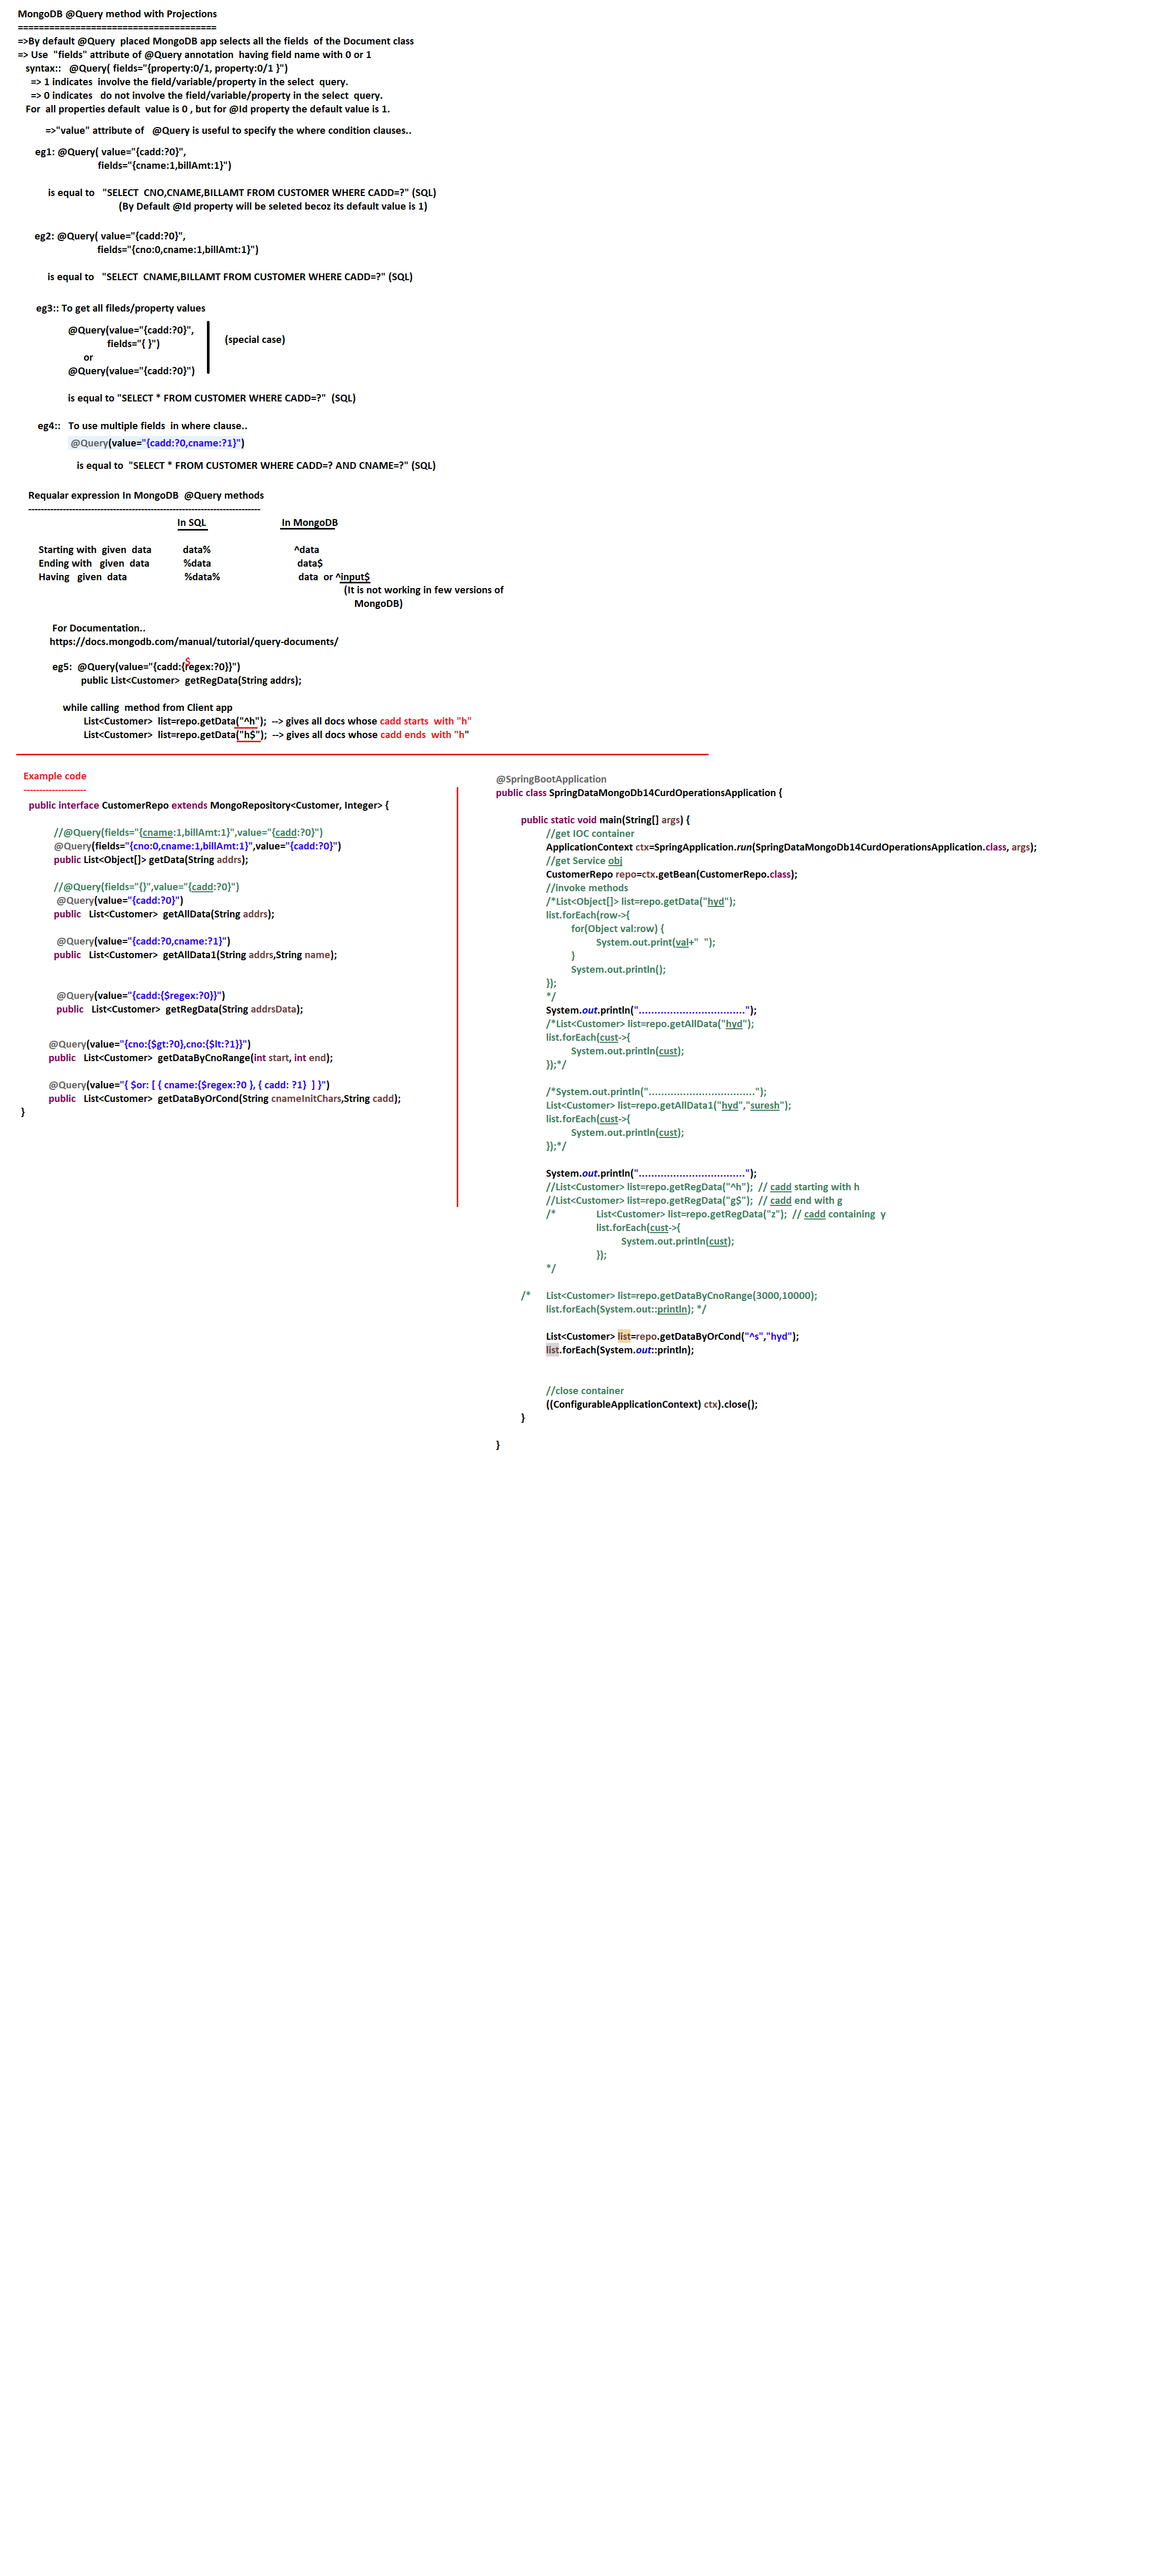 MongoDB @Query method with Projections
======================================
=>By default @Query placed MongoDB app selects all the fields of the Document class
=> Use "fields" attribute of @Query annotation having field name with 0 or 1
syntax:: @Query( fields="{property:0/1, property:0/1 }")
=> 1 indicates involve the field/variable/property in the select query.
=> 0 indicates do not involve the field/variable/property in the select query.
For all properties default value is 0 , but for @Id property the default value is 1.
=>"value" attribute of @Query is useful to specify the where condition clauses..
eg1: @Query( value="{cadd:?0}",
fields="{cname:1,billAmt:1}")
is equal to "SELECT CNO,CNAME,BILLAMT FROM CUSTOMER WHERE CADD=?" (SQL)
(By Default @Id property will be seleted becoz its default value is 1)
eg2: @Query( value="{cadd:?0}",
fields="{cno:0,cname:1,billAmt:1}")
is equal to "SELECT CNAME,BILLAMT FROM CUSTOMER WHERE CADD=?" (SQL)
eg3:: To get all fileds/property values
@Query(value="{cadd:?0}",
fields="{ }")
(special case)
or
@Query(value="{cadd:?0}")
is equal to "SELECT * FROM CUSTOMER WHERE CADD=?" (SQL)
eg4:: To use multiple fields in where clause..
@Query(value="{cadd:?0,cname:?1}")
is equal to "SELECT * FROM CUSTOMER WHERE CADD=? AND CNAME=?" (SQL)
Requalar expression In MongoDB @Query methods
--------------------------------------------------------------------------
In SQL In MongoDB
Starting with given data data% ^data
Ending with given data %data data$
Having given data %data% data or ^input$
(It is not working in few versions of
MongoDB)
For Documentation..
https://docs.mongodb.com/manual/tutorial/query-documents/
eg5: @Query(value="{cadd:{$regex:?0}}")
public List<Customer> getRegData(String addrs);
while calling method from Client app
List<Customer> list=repo.getData("^h"); --> gives all docs whose cadd starts with "h"
List<Customer> list=repo.getData("h$"); --> gives all docs whose cadd ends with "h"
Example code
--------------------
public interface CustomerRepo extends MongoRepository<Customer, Integer> {
//@Query(fields="{cname:1,billAmt:1}",value="{cadd:?0}")
@Query(fields="{cno:0,cname:1,billAmt:1}",value="{cadd:?0}")
public List<Object[]> getData(String addrs);
//@Query(fields="{}",value="{cadd:?0}")
@Query(value="{cadd:?0}")
public List<Customer> getAllData(String addrs);
@Query(value="{cadd:?0,cname:?1}")
public List<Customer> getAllData1(String addrs,String name);
@Query(value="{cadd:{$regex:?0}}")
public List<Customer> getRegData(String addrsData);
@Query(value="{cno:{$gt:?0},cno:{$lt:?1}}")
public List<Customer> getDataByCnoRange(int start, int end);
@Query(value="{ $or: [ { cname:{$regex:?0 }, { cadd: ?1} ] }")
public List<Customer> getDataByOrCond(String cnameInitChars,String cadd);
}
@SpringBootApplication
public class SpringDataMongoDb14CurdOperationsApplication {
public static void main(String[] args) {
//get IOC container
ApplicationContext ctx=SpringApplication.run(SpringDataMongoDb14CurdOperationsApplication.class, args);
//get Service obj
CustomerRepo repo=ctx.getBean(CustomerRepo.class);
//invoke methods
/*List<Object[]> list=repo.getData("hyd");
list.forEach(row->{
for(Object val:row) {
System.out.print(val+" ");
}
System.out.println();
});
*/
System.out.println("..................................");
/*List<Customer> list=repo.getAllData("hyd");
list.forEach(cust->{
System.out.println(cust);
});*/
/*System.out.println("..................................");
List<Customer> list=repo.getAllData1("hyd","suresh");
list.forEach(cust->{
System.out.println(cust);
});*/
System.out.println("..................................");
//List<Customer> list=repo.getRegData("^h"); // cadd starting with h
//List<Customer> list=repo.getRegData("g$"); // cadd end with g
/* List<Customer> list=repo.getRegData("z"); // cadd containing y
list.forEach(cust->{
System.out.println(cust);
});
*/
/* List<Customer> list=repo.getDataByCnoRange(3000,10000);
list.forEach(System.out::println); */
List<Customer> list=repo.getDataByOrCond("^s","hyd");
list.forEach(System.out::println);
//close container
((ConfigurableApplicationContext) ctx).close();
}
}